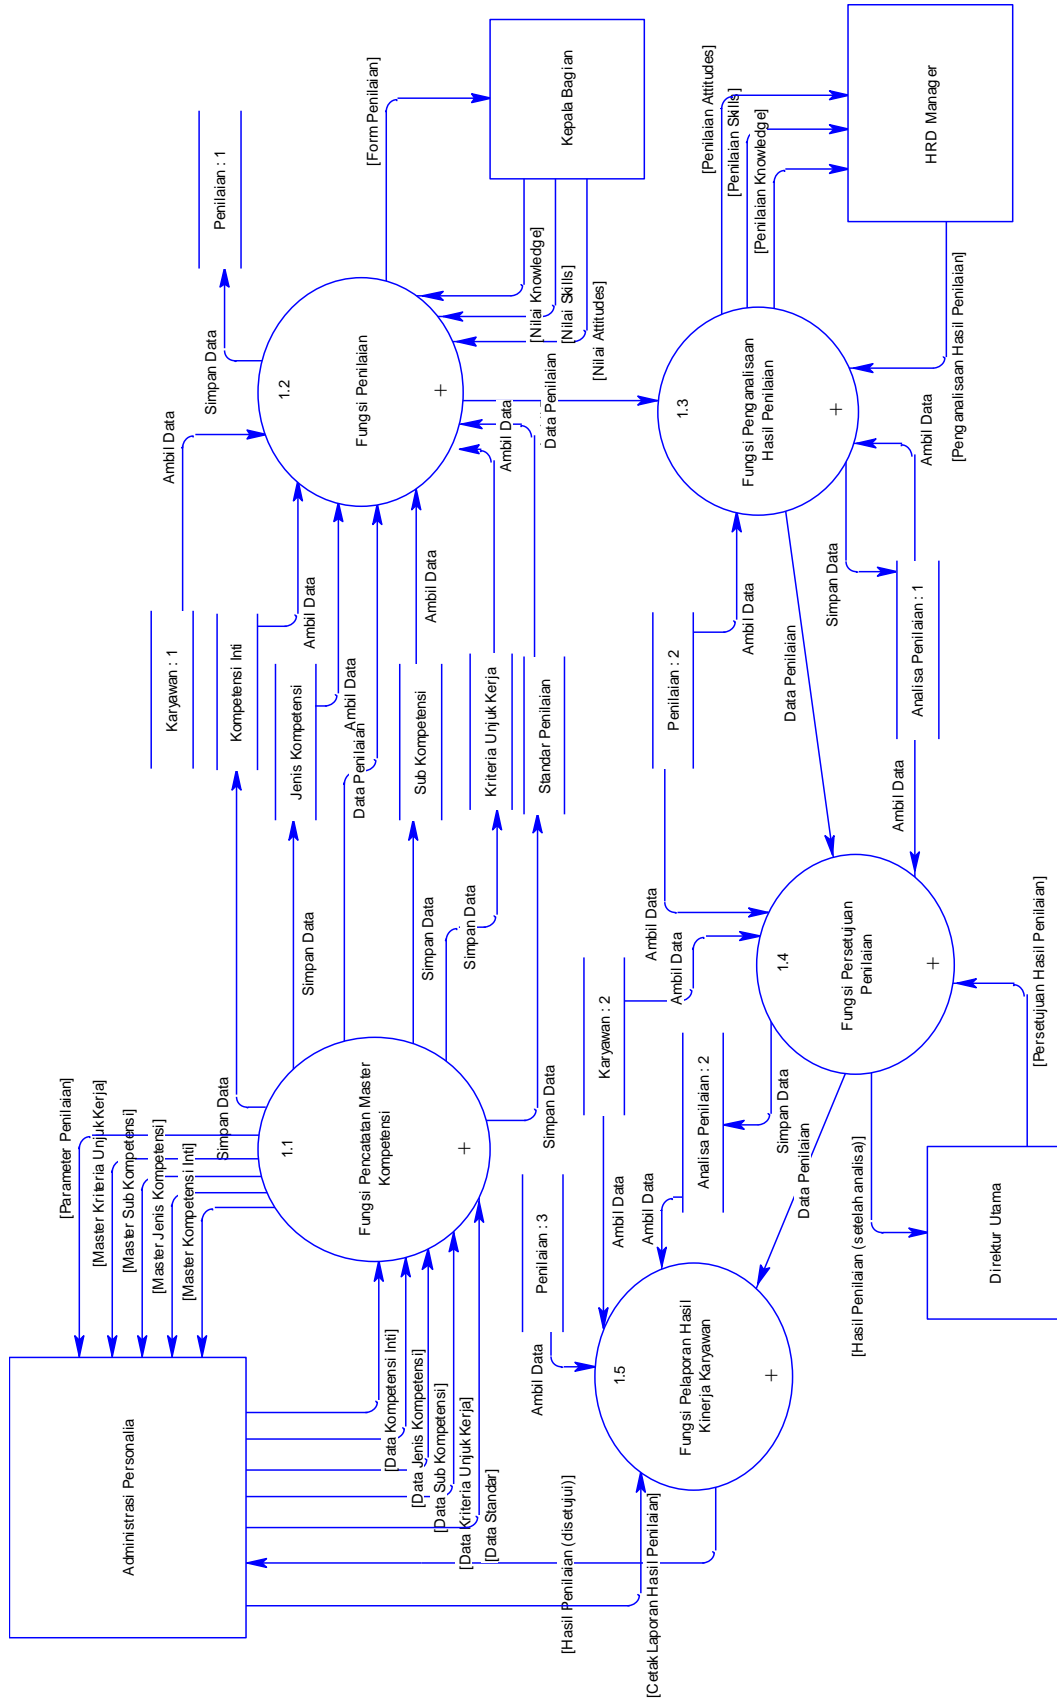 Administrasi Personalia
[Parameter Penilaian]
[Master Kriteria Unjuk Kerja]
[Master Sub Kompetensi]
[Master Jenis Kompetensi]
[Master Kompetensi Inti]
[Data Kompetensi Inti]
[Data Jenis Kompetensi]
[Data Sub Kompetensi]
[Data Kriteria Unjuk Kerja]
[Data Standar]
[Hasil Penilaian (disetujui)]
[Cetak Laporan Hasil Penilaian]
1.1
Fungsi Pencatatan Master
Kompetensi
+
Simpan Data
Simpan Data
Data Penilaian
Simpan Data
Simpan Data
Simpan Data
Karyawan : 1
Kompetensi Inti
Jenis Kompetensi
Sub Kompetensi
Kriteria Unjuk Kerja
Standar Penilaian
Ambil Data
Ambil Data
Ambil Data
Ambil Data
Ambil Data
Ambil Data
1.2
Fungsi Penilaian
+
Simpan Data
Penilaian : 1
[Form Penilaian]
Kepala Bagian
[Nilai Knowledge]
[Nilai Skills]
[Nilai Attitudes]
Data Penilaian
1.3
Fungsi Penganalisaan
Hasil Penilaian
+
[Penilaian Attitudes]
[Penilaian Skills]
[Penilaian Knowledge]
HRD Manager
[Penganalisaan Hasil Penilaian]
Penilaian : 2
Ambil Data
Ambil Data
Simpan Data
Ambil Data
Analisa Penilaian : 1
Ambil Data
Data Penilaian
1.4
Fungsi Persetujuan
Penilaian
+
Karyawan : 2
Ambil Data
Ambil Data
Analisa Penilaian : 2
Simpan Data
Ambil Data
Data Penilaian
[Hasil Penilaian (setelah analisa)]
[Persetujuan Hasil Penilaian]
Direktur Utama
Penilaian : 3
Ambil Data
1.5
Fungsi Pelaporan Hasil
Kinerja Karyawan
+